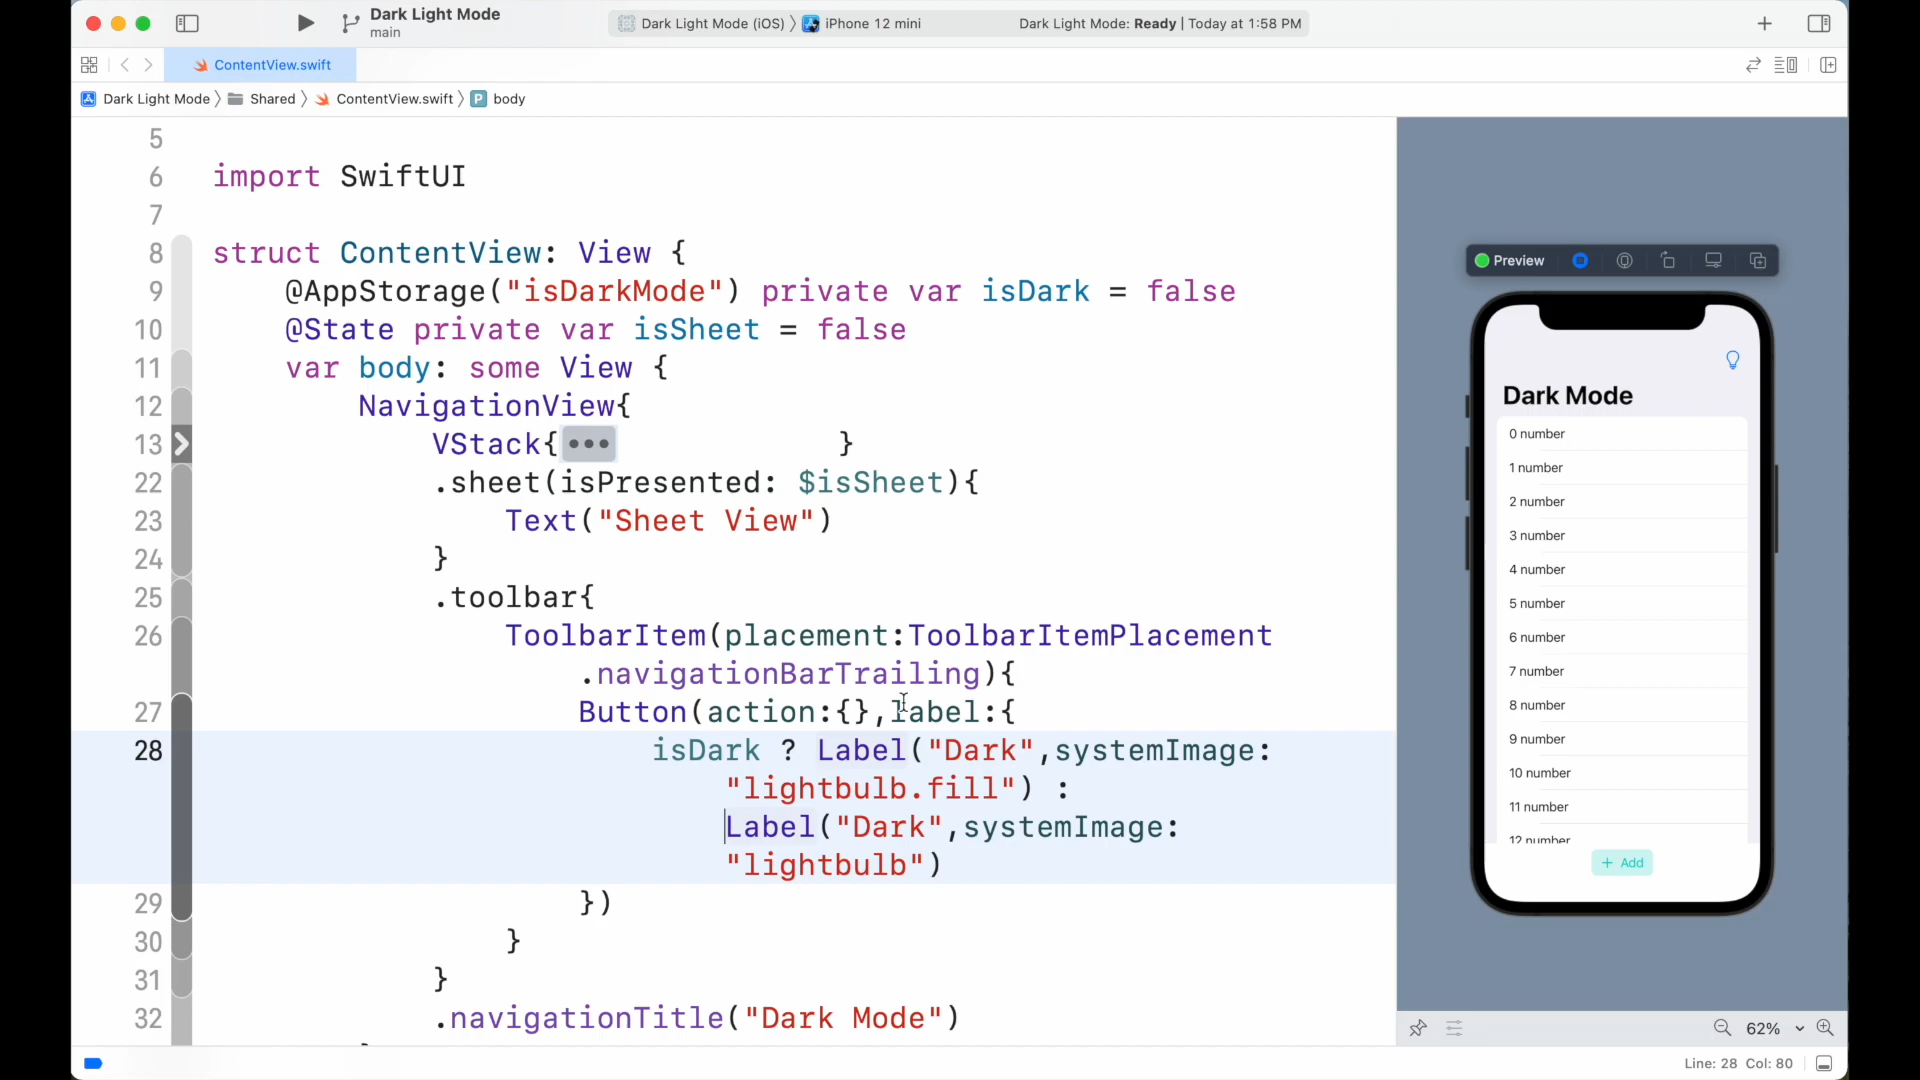 Dark Light Mode
main
Dark Light Mode (iOS) 〉 iPhone 12 mini
Dark Light Mode: Ready | Today at 1:58 PM
ContentView.swift
Dark Light Mode 〉 Shared 〉 ContentView.swift 〉 P body
5
6 import SwiftUI
7
8 struct ContentView: View {
9 @AppStorage("isDarkMode") private var isDark = false
10 @State private var isSheet = false
11 var body: some View {
12 NavigationView{
13 VStack{••• }
22 .sheet(isPresented: $isSheet){
23 Text("Sheet View")
24 }
25 .toolbar{
26 ToolbarItem(placement:ToolbarItemPlacement
.navigationBarTrailing){
27 Button(action:{},label:{
28 isDark ? Label("Dark",systemImage:
"lightbulb.fill") :
Label("Dark",systemImage:
"lightbulb")
29 })
30 }
31 }
32 .navigationTitle("Dark Mode")
Preview
Dark Mode
0 number
1 number
2 number
3 number
4 number
5 number
6 number
7 number
8 number
9 number
10 number
11 number
12 number
+ Add
62%
Line: 28 Col: 80